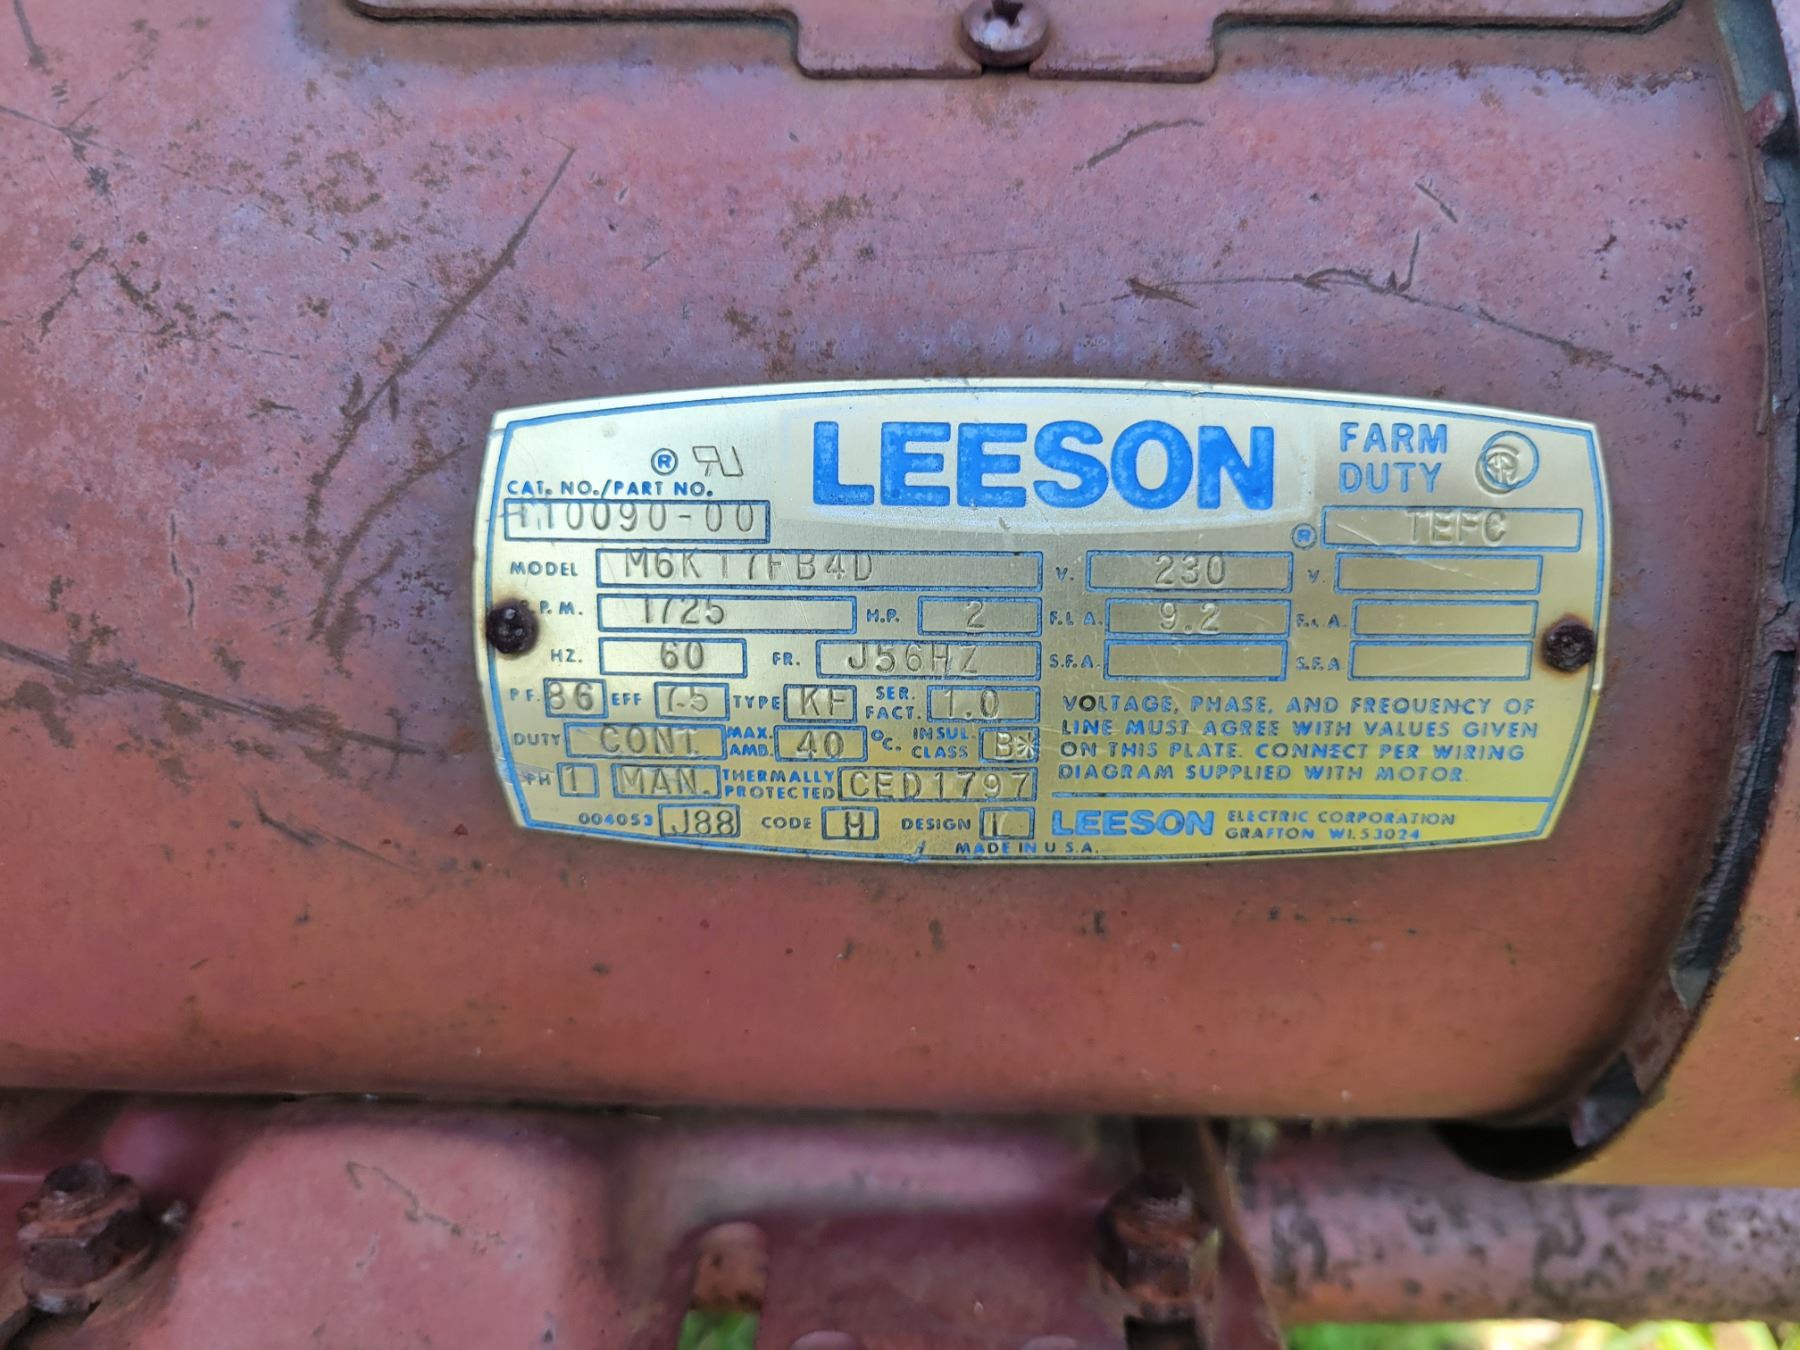 LEESON FARM DUTY
® CAT. NO./PART NO. 110090-00 ® TEFC
MODEL M6K17FB4D V. 230 V.
P.M. 1725 H.P. 2 F.L.A. 9.2 F.L.A.
HZ. 60 FR. J56HZ S.F.A. S.F.A
P.F. 86 EFF 75 TYPE KF SER. FACT. 1.0
DUTY CONT. MAX. AMB. 40 °C. INSUL. CLASS B*
PH 1 MAN. THERMALLY PROTECTED CED1797
004053 J88 CODE H DESIGN L
MADE IN U.S.A.
VOLTAGE, PHASE, AND FREQUENCY OF
LINE MUST AGREE WITH VALUES GIVEN
ON THIS PLATE. CONNECT PER WIRING
DIAGRAM SUPPLIED WITH MOTOR.
LEESON ELECTRIC CORPORATION
GRAFTON WI. 53024